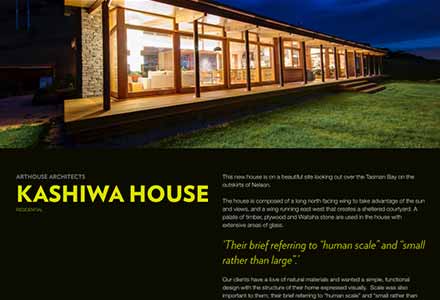 ARTHOUSE ARCHITECTS
KASHIWA HOUSE
RESIDENTIAL
This new house is on a beautiful site looking out over the Tasman Bay on the
outskirts of Nelson.
The house is composed of a long north facing wing to take advantage of the sun
and views, and a wing running east west that creates a sheltered courtyard. A
palate of timber, plywood and Waitaha stone are used in the house with
extensive areas of glass.
'Their brief referring to "human scale" and "small
rather than large".'
Our clients have a love of natural materials and wanted a simple, functional
design with the structure of their home expressed visually. Scale was also
important to them; their brief referring to "human scale" and "small rather than